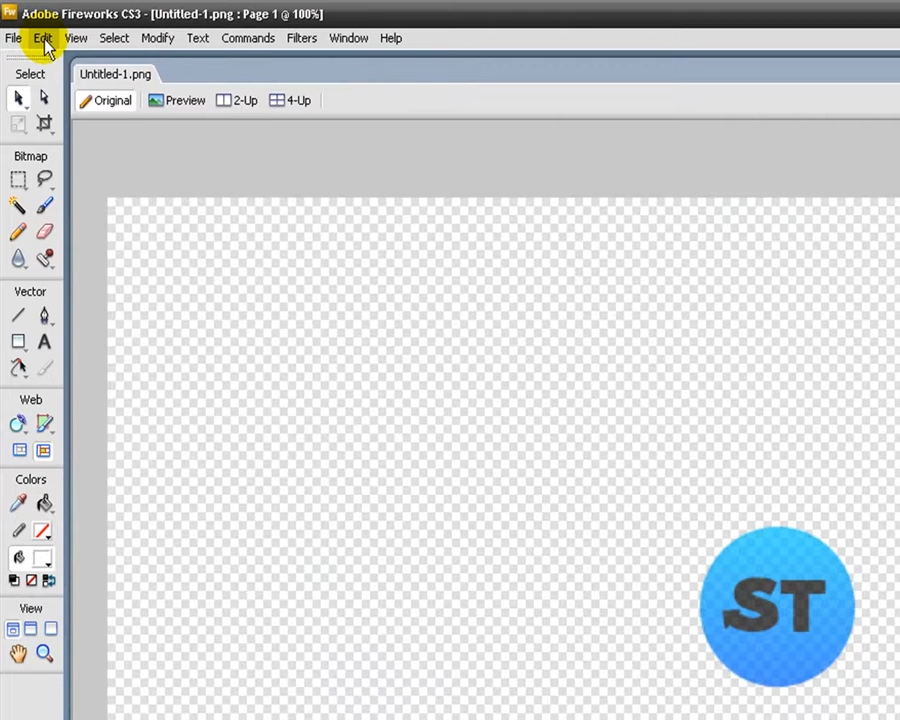 Fw Adobe Fireworks CS3 - [Untitled-1.png : Page 1 @ 100%]
File Edit View Select Modify Text Commands Filters Window Help
Select
Untitled-1.png
Original Preview 2-Up 4-Up
Bitmap
Vector
A
Web
Colors
View
ST